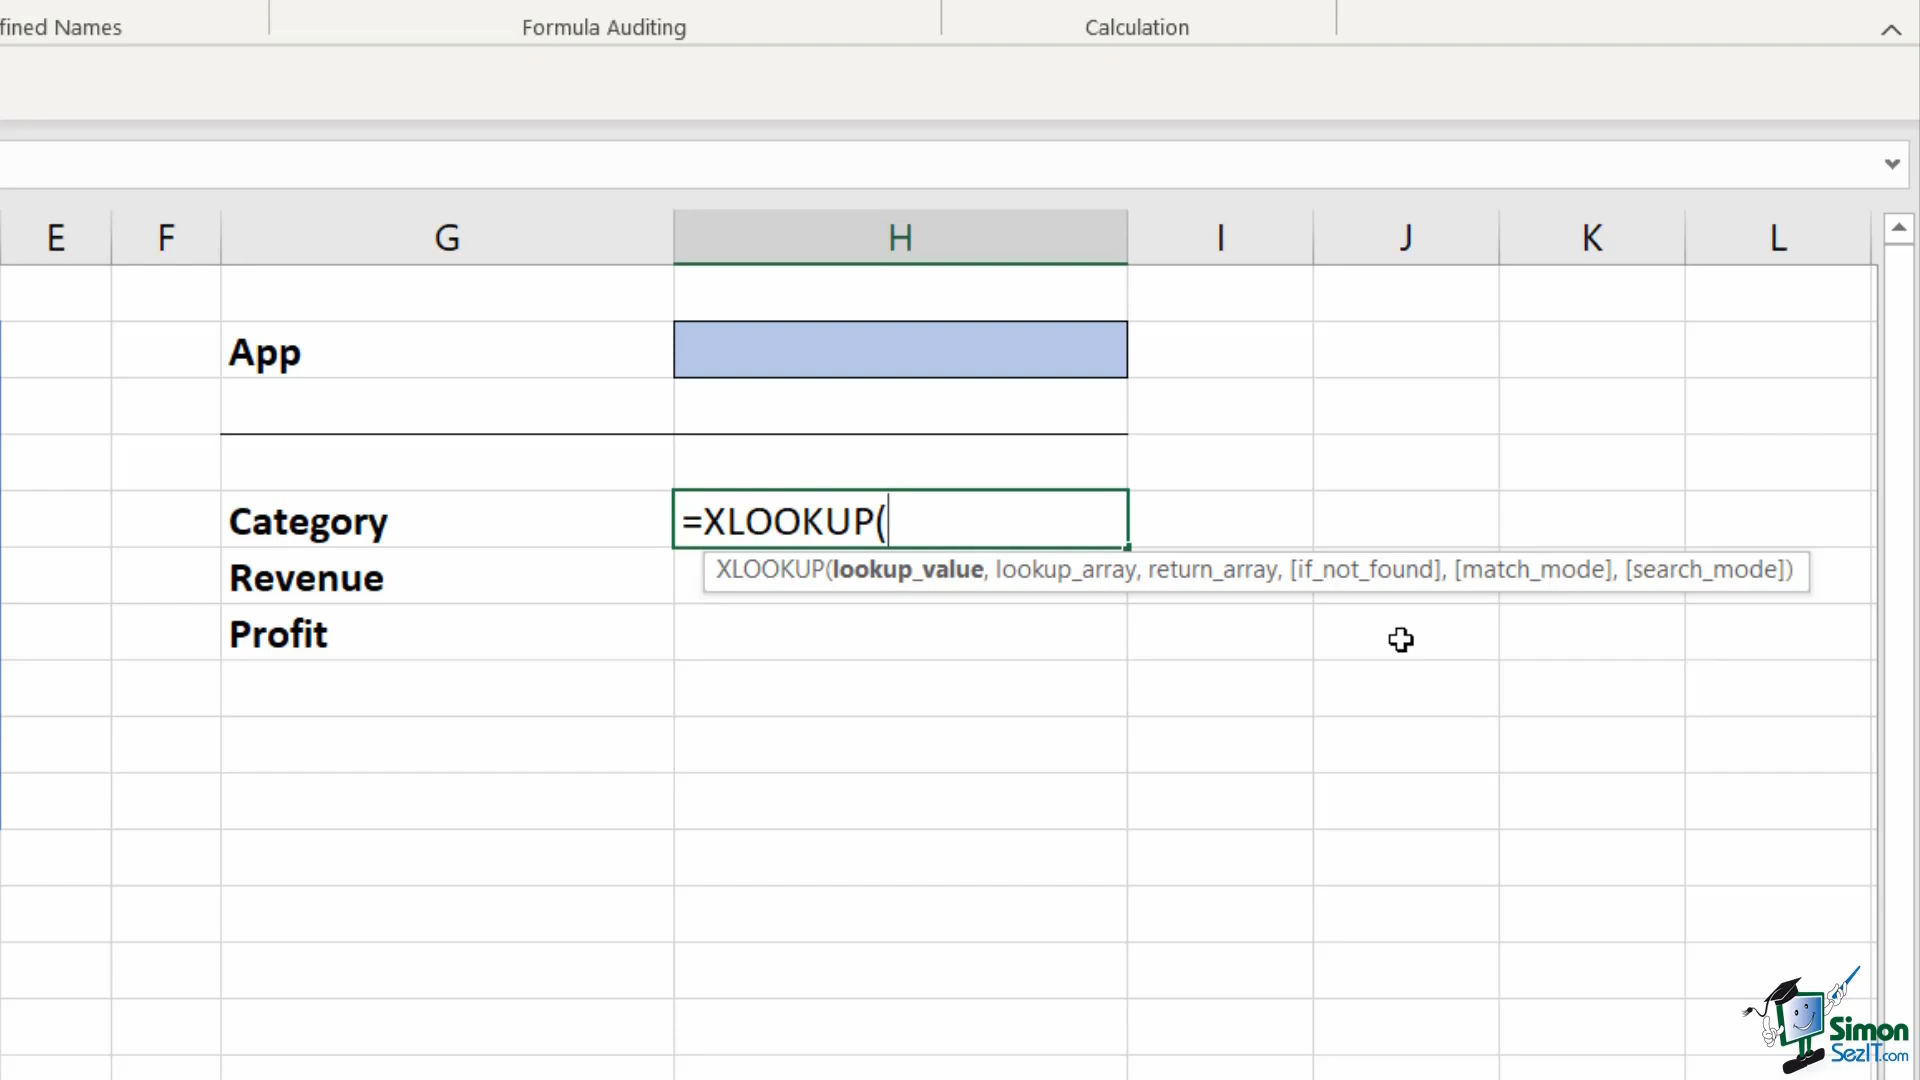 fined Names
Formula Auditing
Calculation
E F G H I J K L
App
Category =XLOOKUP(
XLOOKUP(lookup_value, lookup_array, return_array, [if_not_found], [match_mode], [search_mode])
Revenue
Profit
Simon
SezIT.com